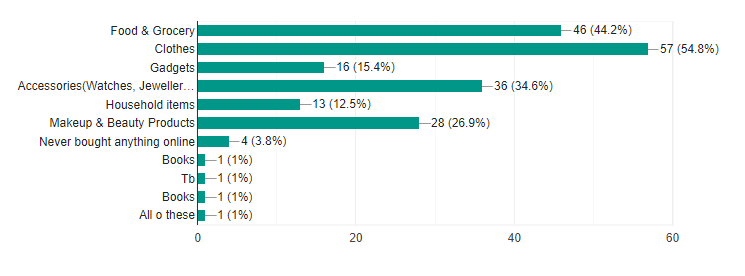 Food & Grocery 46 (44.2%)
Clothes 57 (54.8%)
Gadgets 16 (15.4%)
Accessories(Watches, Jeweller... 36 (34.6%)
Household items 13 (12.5%)
Makeup & Beauty Products 28 (26.9%)
Never bought anything online 4 (3.8%)
Books 1 (1%)
Tb 1 (1%)
Books 1 (1%)
All o these 1 (1%)
0 20 40 60